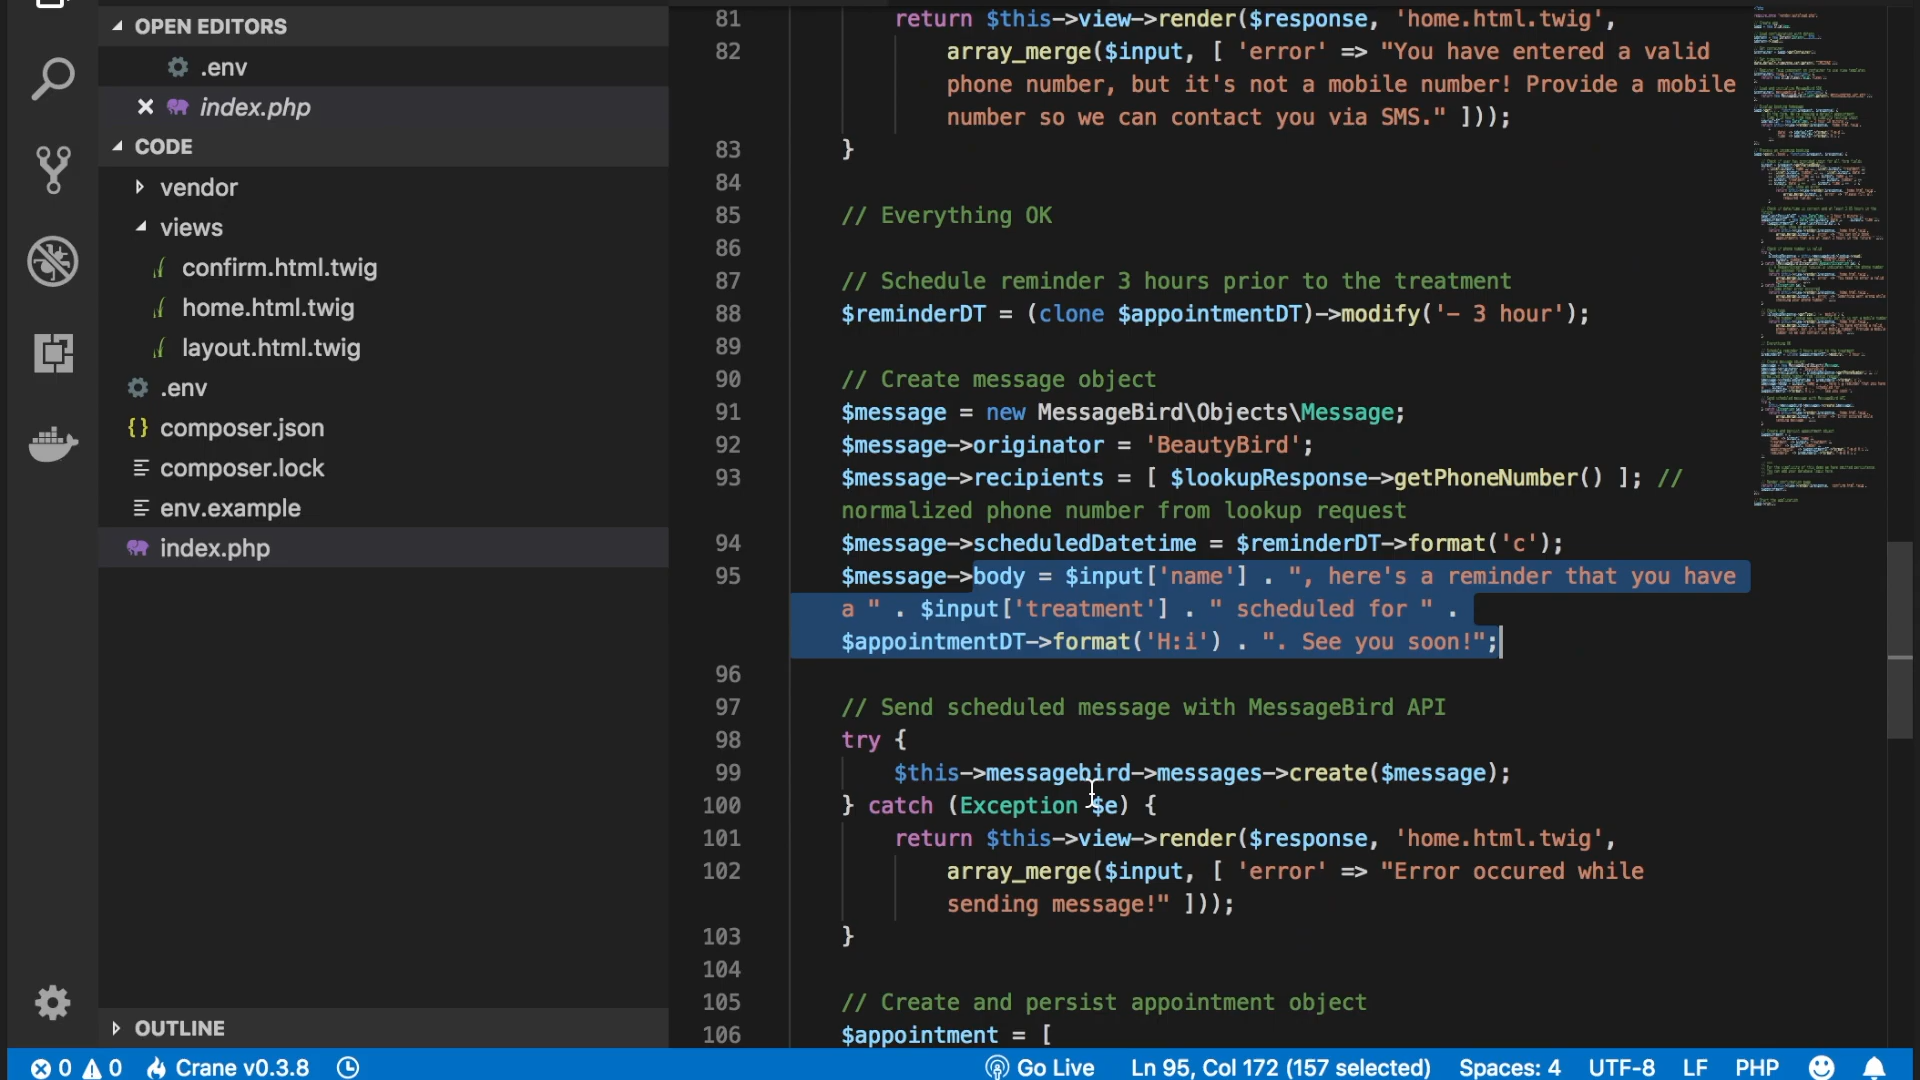 OPEN EDITORS
.env
index.php
CODE
vendor
views
confirm.html.twig
home.html.twig
layout.html.twig
.env
composer.json
composer.lock
env.example
index.php
OUTLINE
81 return $this->view->render($response, 'home.html.twig',
82 array_merge($input, [ 'error' => "You have entered a valid
phone number, but it's not a mobile number! Provide a mobile
number so we can contact you via SMS." ]));
83 }
84
85 // Everything OK
86
87 // Schedule reminder 3 hours prior to the treatment
88 $reminderDT = (clone $appointmentDT)->modify('- 3 hour');
89
90 // Create message object
91 $message = new MessageBird\Objects\Message;
92 $message->originator = 'BeautyBird';
93 $message->recipients = [ $lookupResponse->getPhoneNumber() ]; //
normalized phone number from lookup request
94 $message->scheduledDatetime = $reminderDT->format('c');
95 $message->body = $input['name'] . ", here's a reminder that you have
a " . $input['treatment'] . " scheduled for " .
$appointmentDT->format('H:i') . ". See you soon!";
96
97 // Send scheduled message with MessageBird API
98 try {
99 $this->messagebird->messages->create($message);
100 } catch (Exception $e) {
101 return $this->view->render($response, 'home.html.twig',
102 array_merge($input, [ 'error' => "Error occured while
sending message!" ]));
103 }
104
105 // Create and persist appointment object
106 $appointment = [
0 0 Crane v0.3.8 Go Live Ln 95, Col 172 (157 selected) Spaces: 4 UTF-8 LF PHP